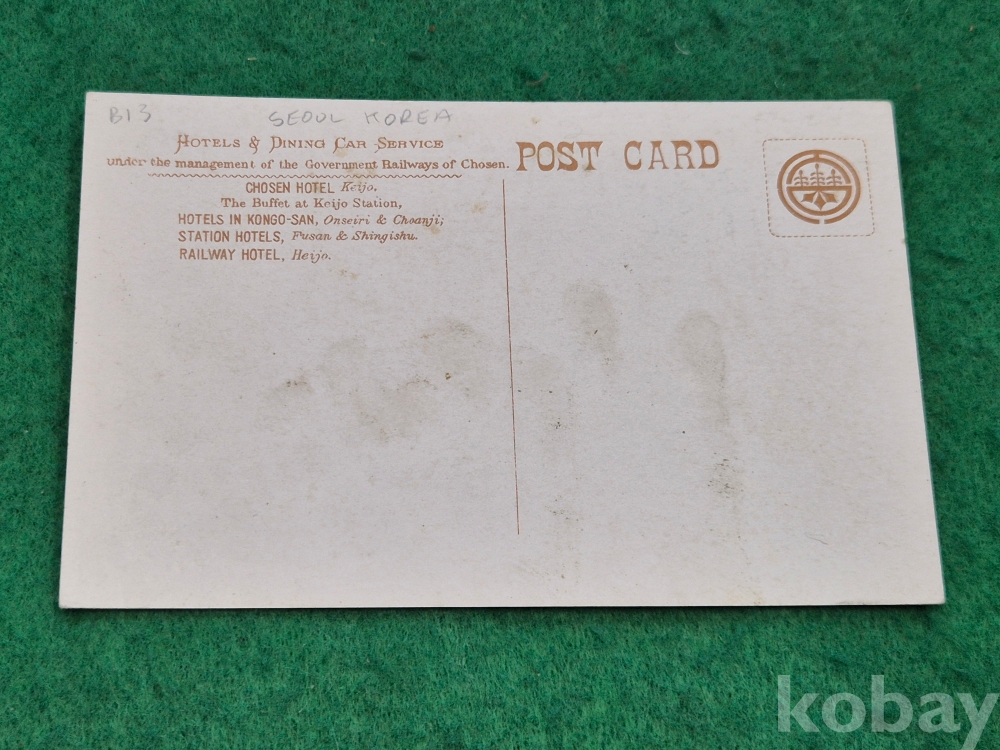 B13 SEOUL KOREA
HOTELS & DINING CAR SERVICE
under the management of the Government Railways of Chosen.
POST CARD
CHOSEN HOTEL Keijo.
The Buffet at Keijo Station,
HOTELS IN KONGO-SAN, Onseiri & Choanji;
STATION HOTELS, Fusan & Shingishu.
RAILWAY HOTEL, Heijo.
kobay